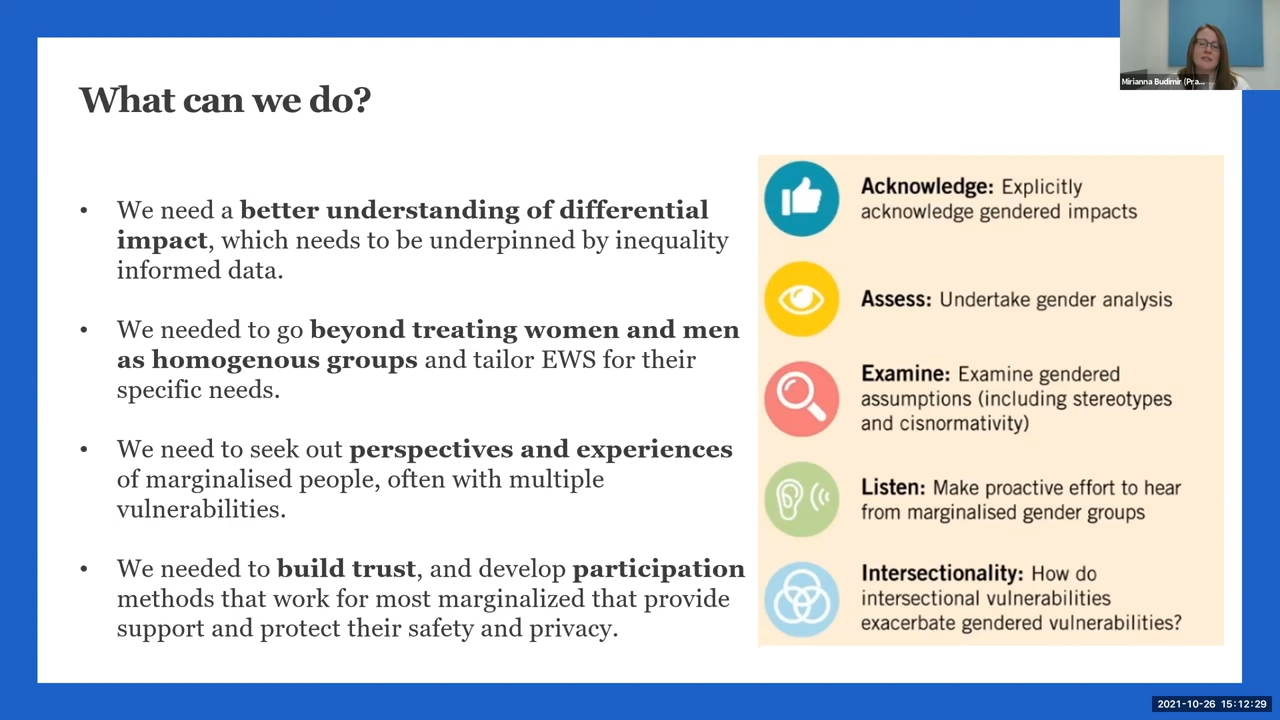 What can we do?
• We need a better understanding of differential
impact, which needs to be underpinned by inequality
informed data.
• We needed to go beyond treating women and men
as homogenous groups and tailor EWS for their
specific needs.
• We need to seek out perspectives and experiences
of marginalised people, often with multiple
vulnerabilities.
• We needed to build trust, and develop participation
methods that work for most marginalized that provide
support and protect their safety and privacy.
Acknowledge: Explicitly
acknowledge gendered impacts
Assess: Undertake gender analysis
Examine: Examine gendered
assumptions (including stereotypes
and cisnormativity)
Listen: Make proactive effort to hear
from marginalised gender groups
Intersectionality: How do
intersectional vulnerabilities
exacerbate gendered vulnerabilities?
Mirianna Budimir (Pra...
2021-10-26 15:12:29